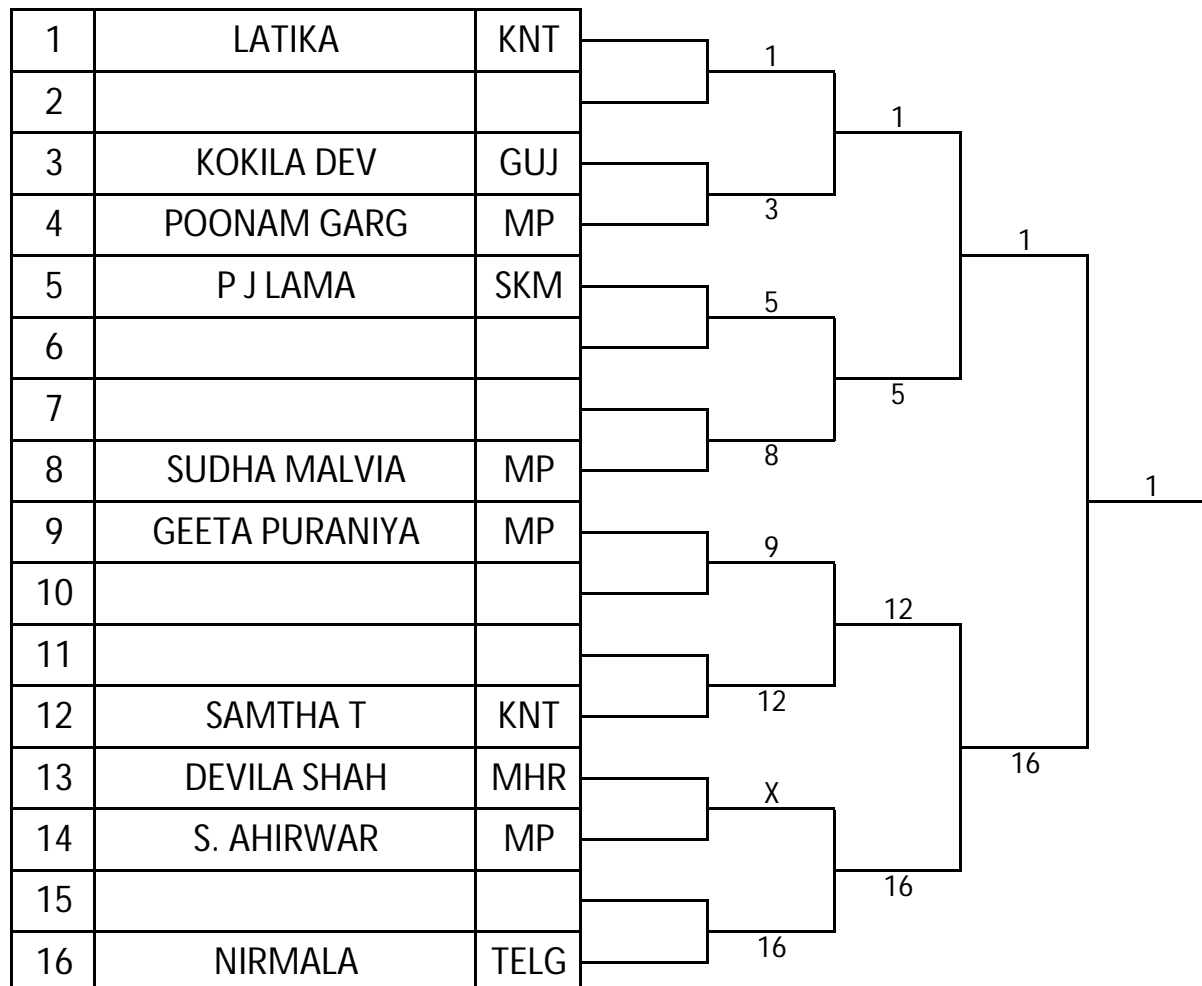 1 LATIKA KNT
1
2
1
3 KOKILA DEV GUJ
3
4 POONAM GARG MP
1
5 P J LAMA SKM
5
6
5
7
8
8 SUDHA MALVIA MP
1
9 GEETA PURANIYA MP
9
10
12
11
12
12 SAMTHA T KNT
16
13 DEVILA SHAH MHR
X
14 S. AHIRWAR MP
16
15
16
16 NIRMALA TELG